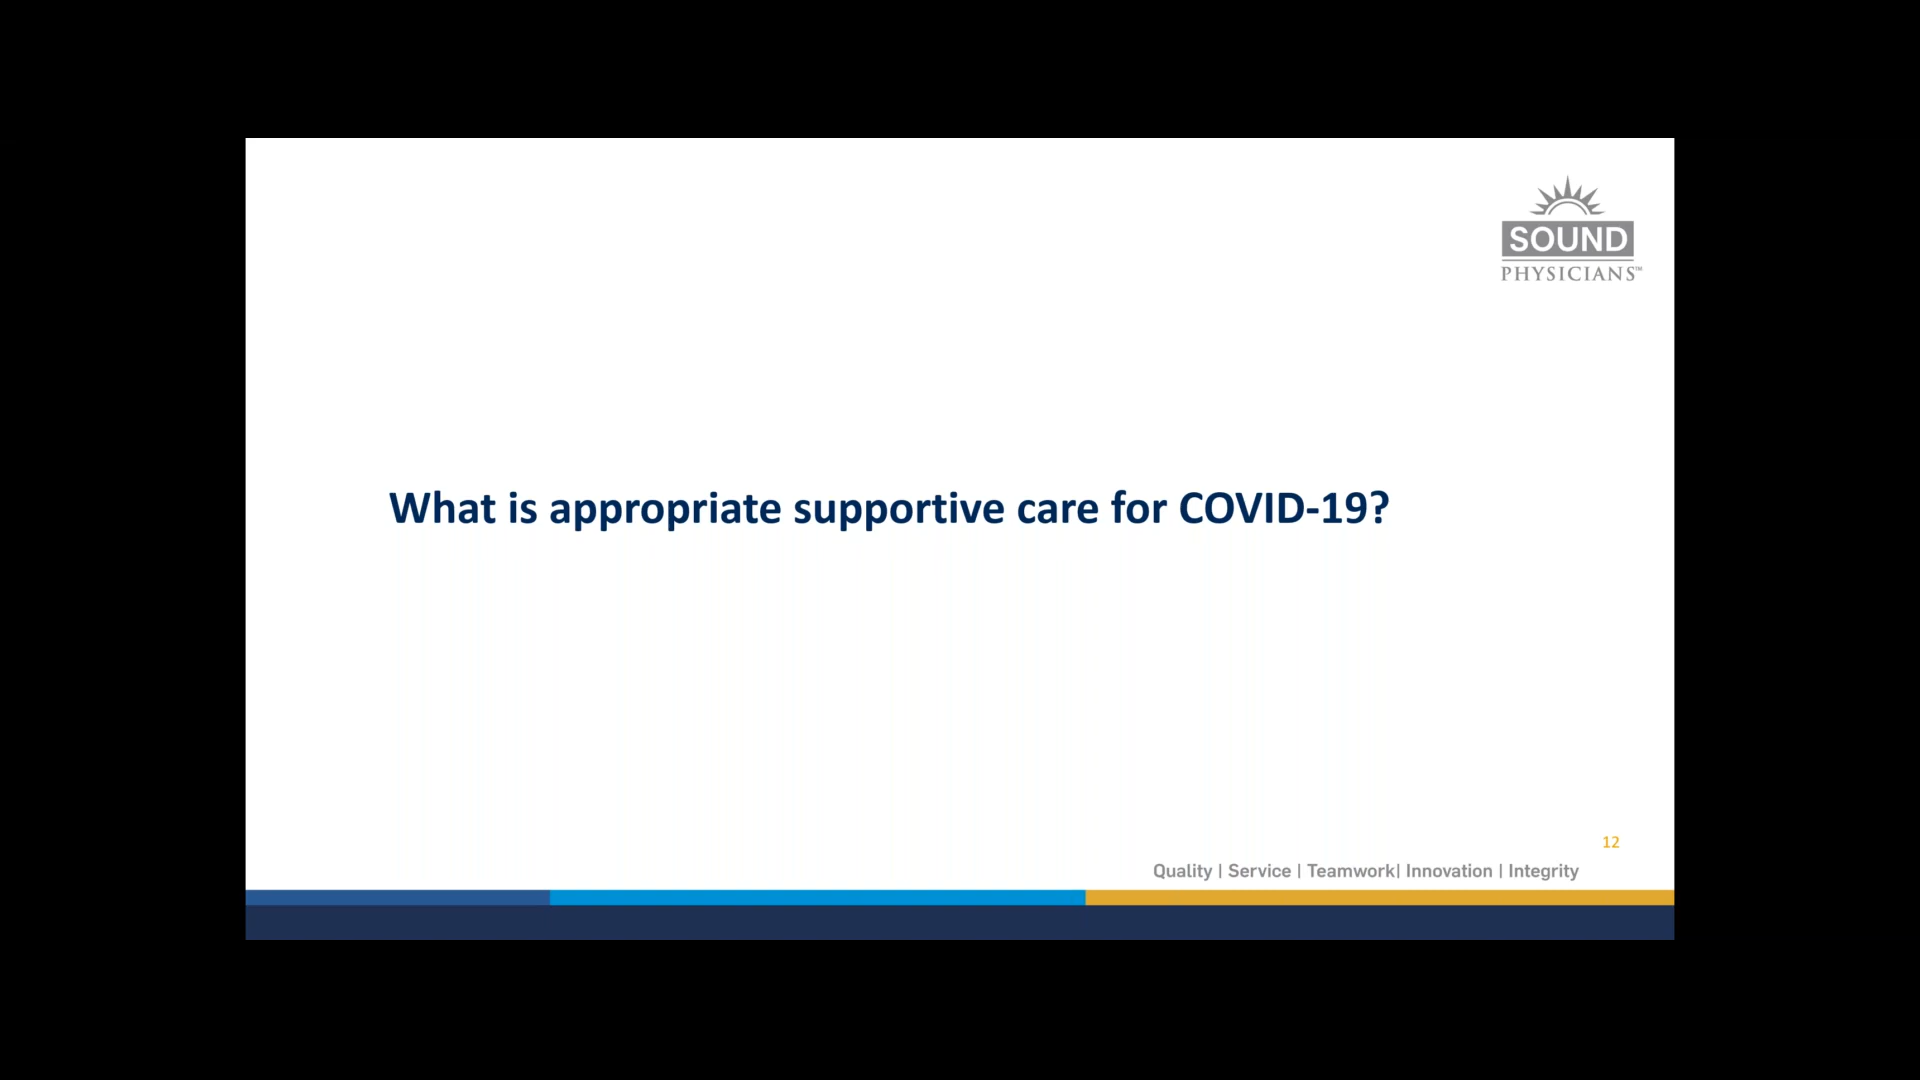 SOUND
PHYSICIANS™
What is appropriate supportive care for COVID-19?
12
Quality | Service | Teamwork| Innovation | Integrity